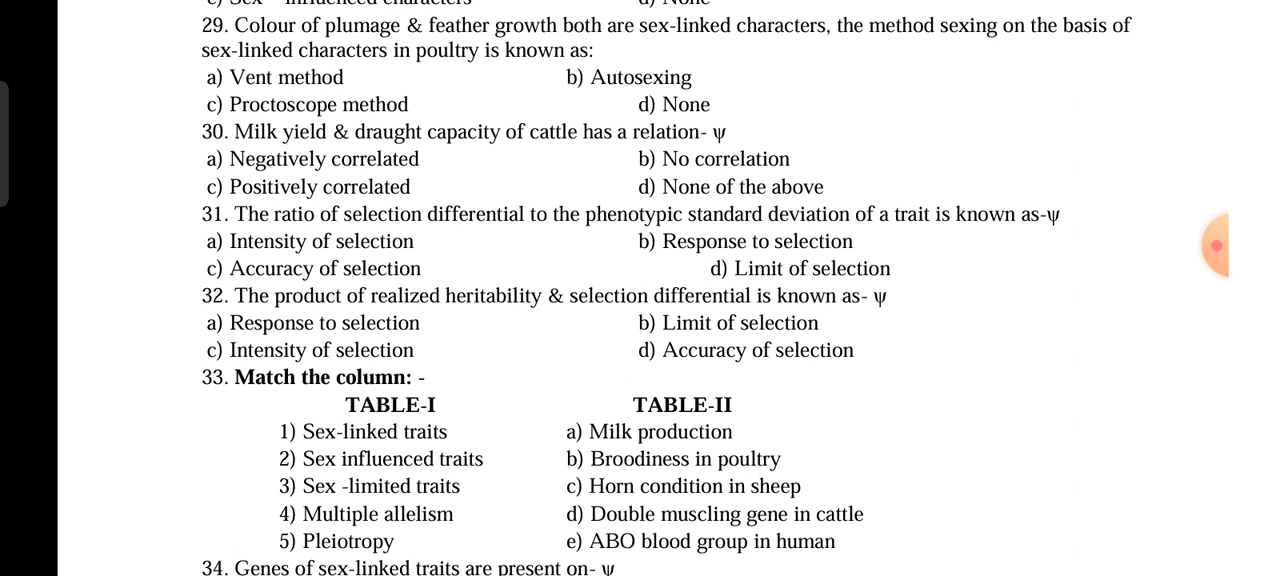 c) Sex – influenced characters d) None
29. Colour of plumage & feather growth both are sex-linked characters, the method sexing on the basis of
sex-linked characters in poultry is known as:
a) Vent method b) Autosexing
c) Proctoscope method d) None
30. Milk yield & draught capacity of cattle has a relation- ψ
a) Negatively correlated b) No correlation
c) Positively correlated d) None of the above
31. The ratio of selection differential to the phenotypic standard deviation of a trait is known as-ψ
a) Intensity of selection b) Response to selection
c) Accuracy of selection d) Limit of selection
32. The product of realized heritability & selection differential is known as- ψ
a) Response to selection b) Limit of selection
c) Intensity of selection d) Accuracy of selection
33. Match the column: -
TABLE-I TABLE-II
1) Sex-linked traits a) Milk production
2) Sex influenced traits b) Broodiness in poultry
3) Sex -limited traits c) Horn condition in sheep
4) Multiple allelism d) Double muscling gene in cattle
5) Pleiotropy e) ABO blood group in human
34. Genes of sex-linked traits are present on- ψ